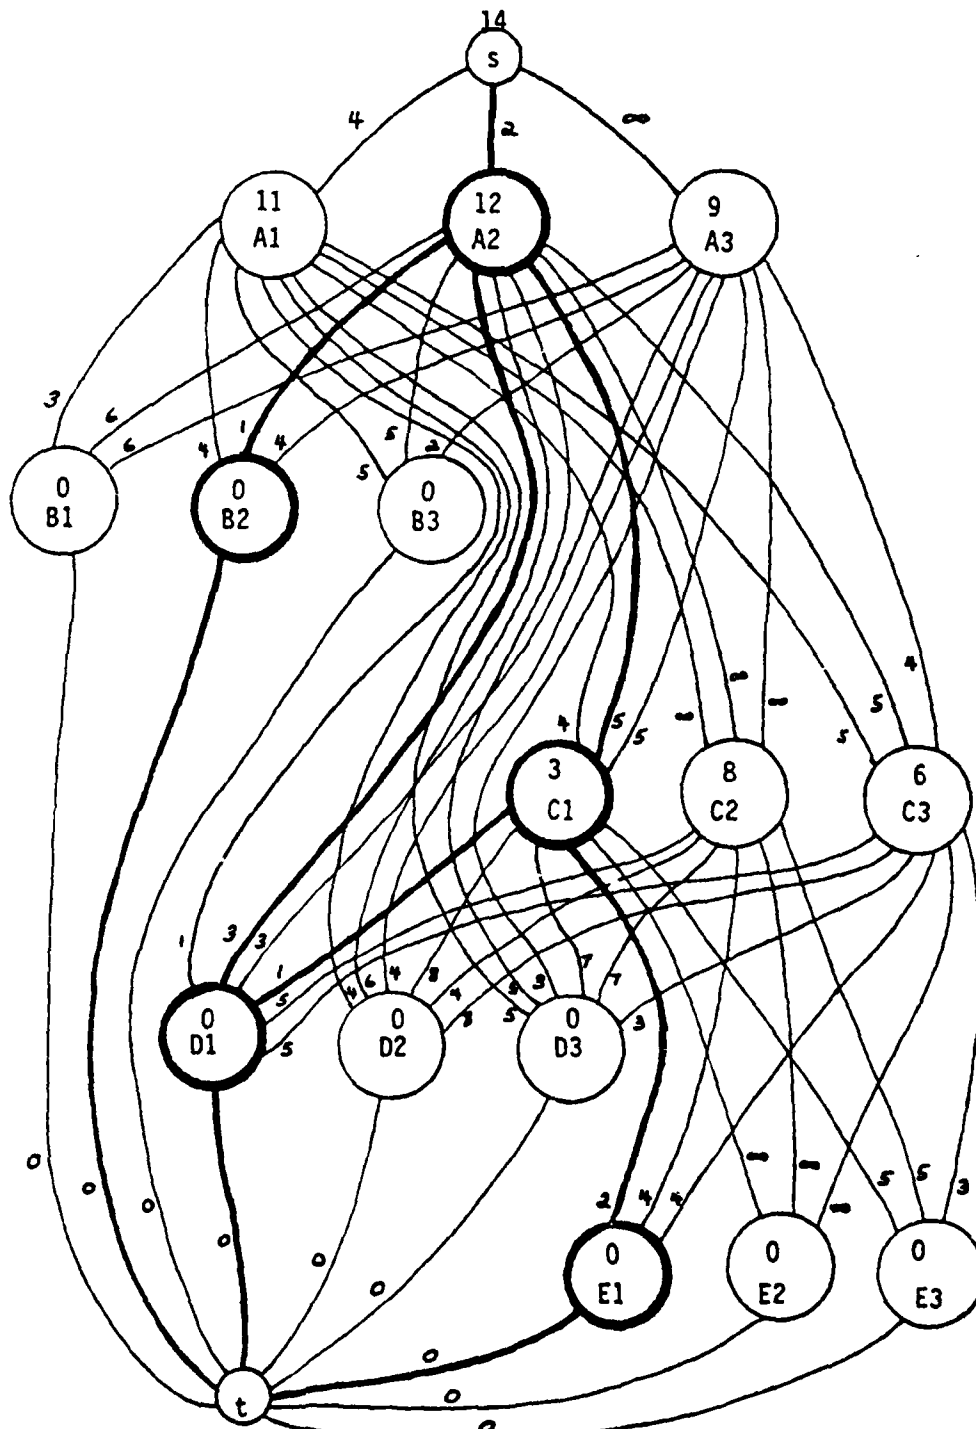 14
s
4 2 ∞
11 12 9
A1 A2 A3
3 6 6 4 1 4 5 5 2
0 0 0
B1 B2 B3
4 5 5 ∞ ∞ ∞ 5 5 4
3 8 6
C1 C2 C3
1 3 3 1 5 5 4 6 4 8 4 8 5 5 3 7 7 3
0 0 0
D1 D2 D3
2 4 4 ∞ ∞ ∞ 5 5 3
0 0 0
E1 E2 E3
0 0 0 0 0 0 0 0
t